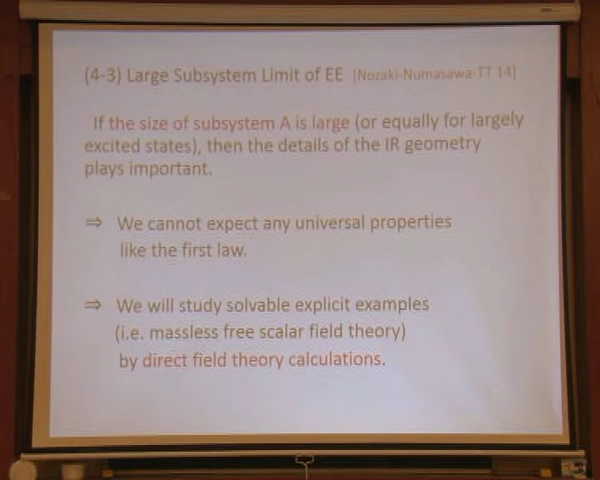 (4-3) Large Subsystem Limit of EE [Nozaki-Numasawa-TT 14]
If the size of subsystem A is large (or equally for largely
excited states), then the details of the IR geometry
plays important.
⇒ We cannot expect any universal properties
like the first law.
⇒ We will study solvable explicit examples
(i.e. massless free scalar field theory)
by direct field theory calculations.